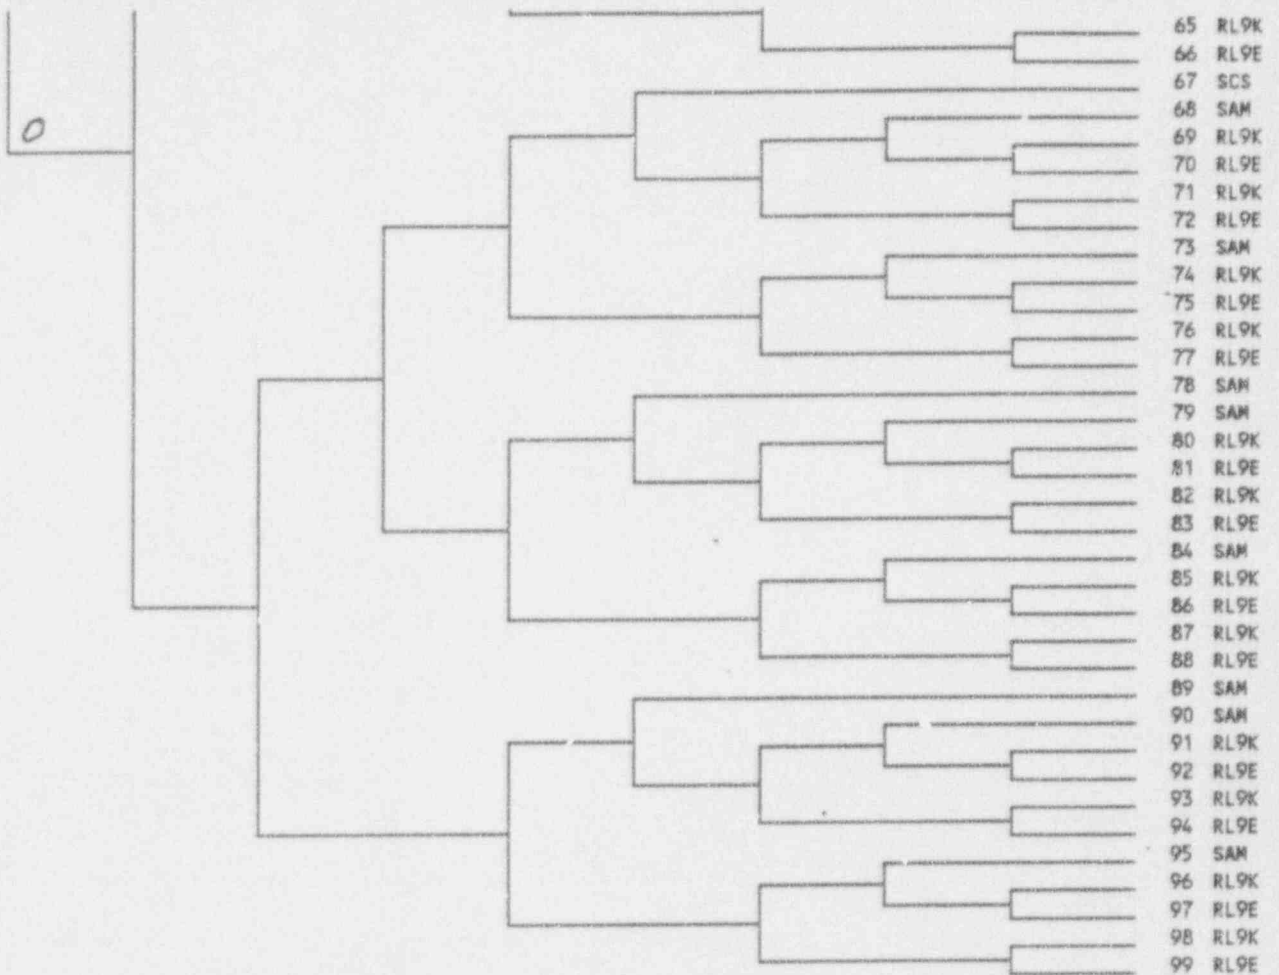 65 RL9K
66 RL9E
67 SCS
O
68 SAM
69 RL9K
70 RL9E
71 RL9K
72 RL9E
73 SAM
74 RL9K
75 RL9E
76 RL9K
77 RL9E
78 SAM
79 SAM
80 RL9K
81 RL9E
82 RL9K
83 RL9E
84 SAM
85 RL9K
86 RL9E
87 RL9K
88 RL9E
89 SAM
90 SAM
91 RL9K
92 RL9E
93 RL9K
94 RL9E
95 SAM
96 RL9K
97 RL9E
98 RL9K
99 RL9E